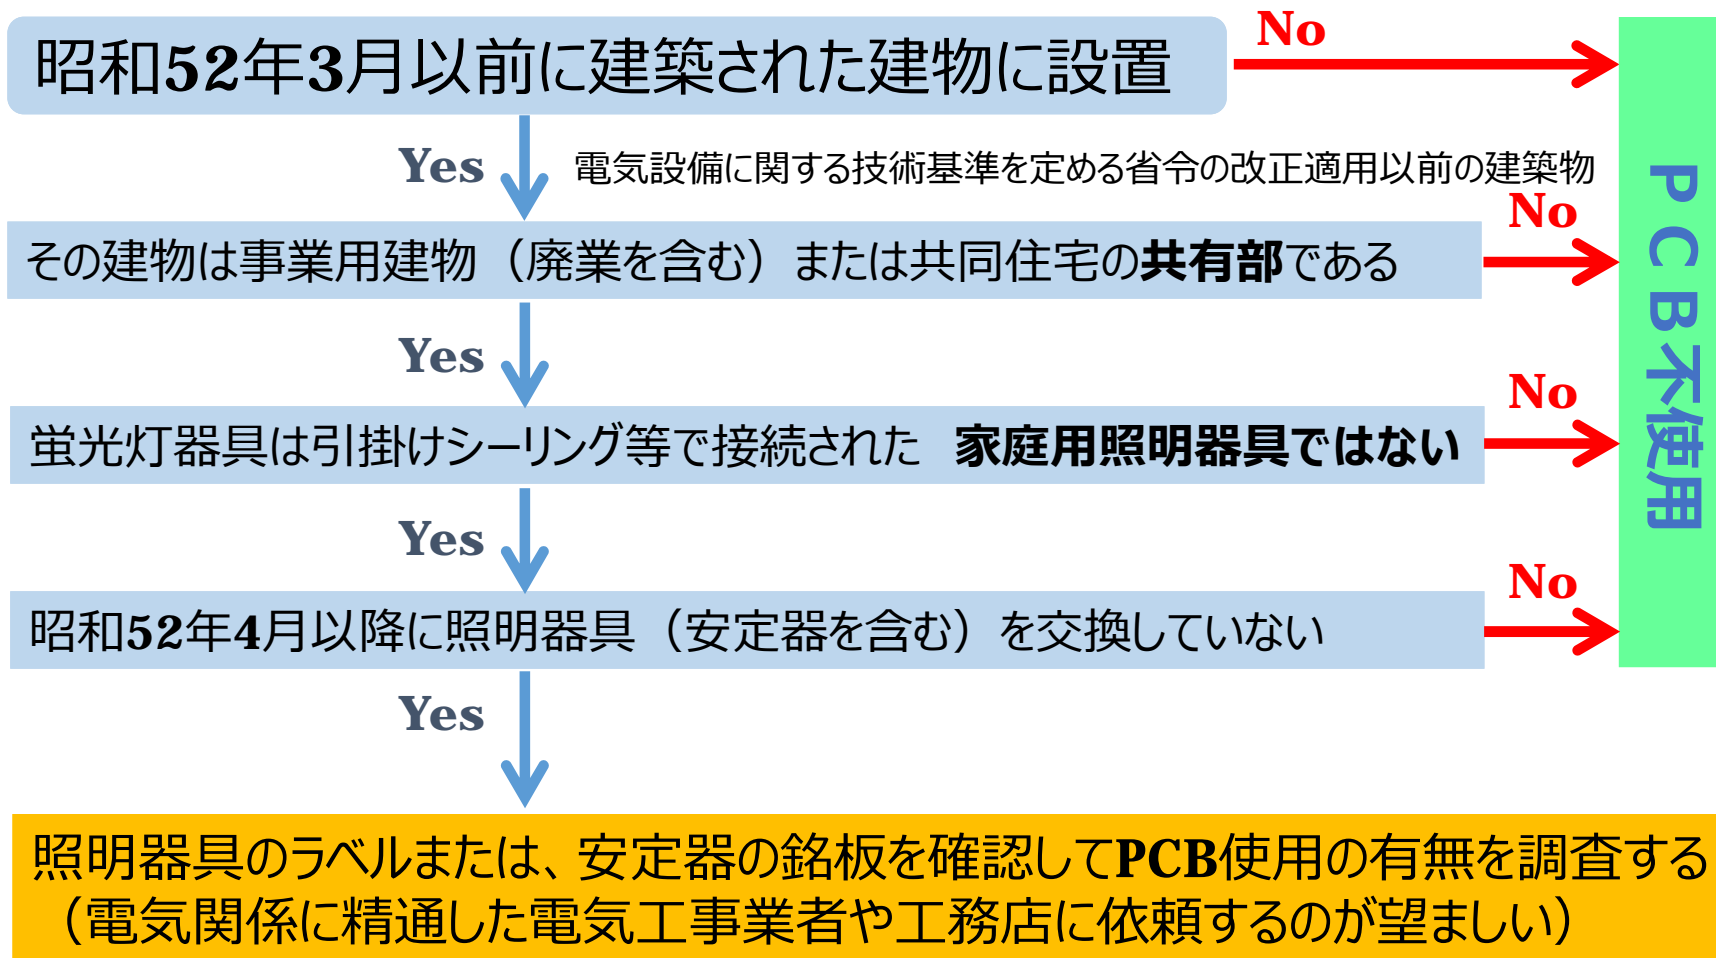 昭和52年3月以前に建築された建物に設置
No
Yes
電気設備に関する技術基準を定める省令の改正適用以前の建築物
その建物は事業用建物（廃業を含む）または共同住宅の共有部である
No
Yes
蛍光灯器具は引掛けシーリング等で接続された　家庭用照明器具ではない
No
Yes
昭和52年4月以降に照明器具（安定器を含む）を交換していない
No
Yes
PCB不使用
照明器具のラベルまたは、安定器の銘板を確認してPCB使用の有無を調査する
（電気関係に精通した電気工事業者や工務店に依頼するのが望ましい）